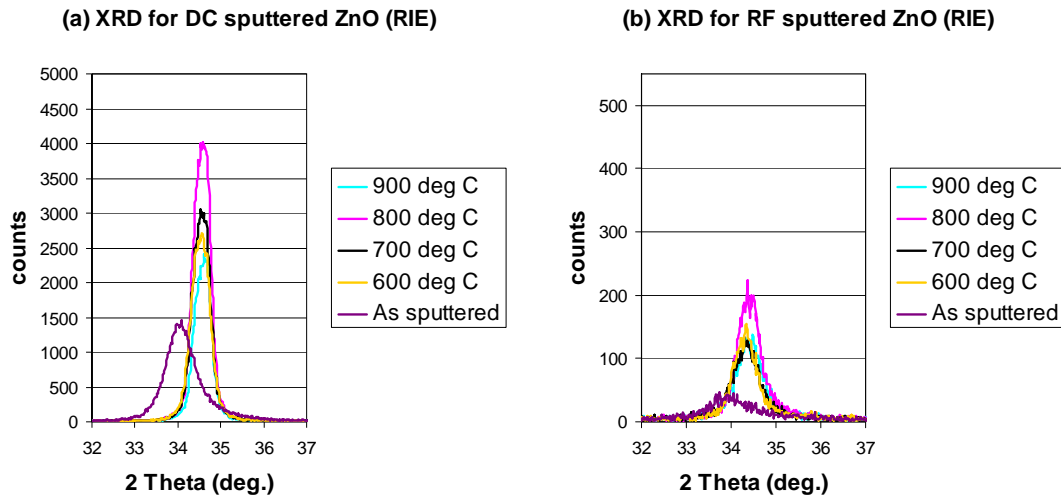 (a) XRD for DC sputtered ZnO (RIE)
5000
4500
4000
3500
3000
2500
2000
1500
1000
500
0
counts
32 33 34 35 36 37
2 Theta (deg.)
900 deg C
800 deg C
700 deg C
600 deg C
As sputtered
(b) XRD for RF sputtered ZnO (RIE)
500
400
300
200
100
0
counts
32 33 34 35 36 37
2 Theta (deg.)
900 deg C
800 deg C
700 deg C
600 deg C
As sputtered